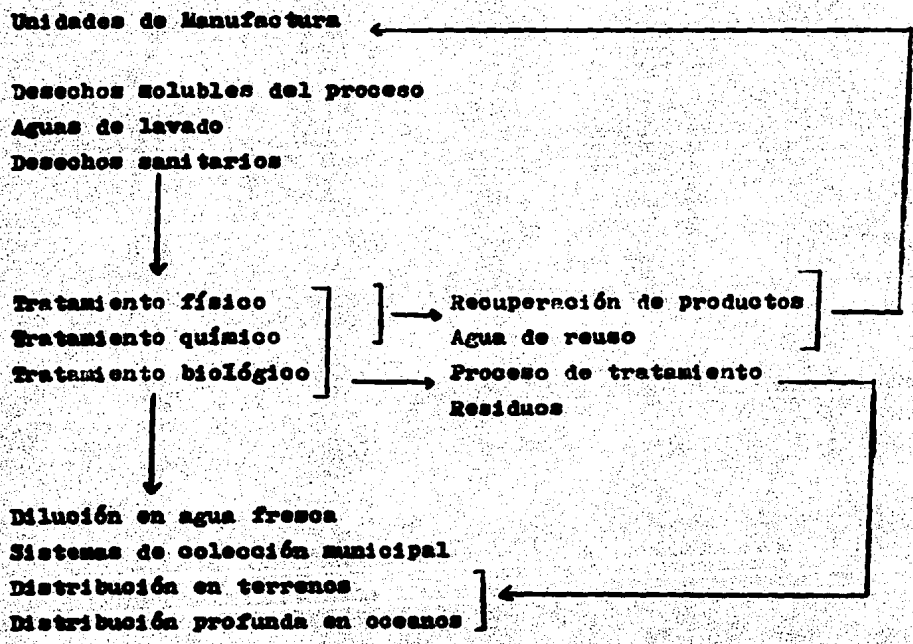 Unidades de Manufactura
Desechos solubles del proceso
Aguas de lavado
Desechos sanitarios
Tratamiento físico
Tratamiento químico
Tratamiento biológico
Recuperación de productos
Agua de reuso
Proceso de tratamiento
Residuos
Dilución en agua fresca
Sistemas de colección municipal
Distribución en terrenos
Distribución profunda en oceanos